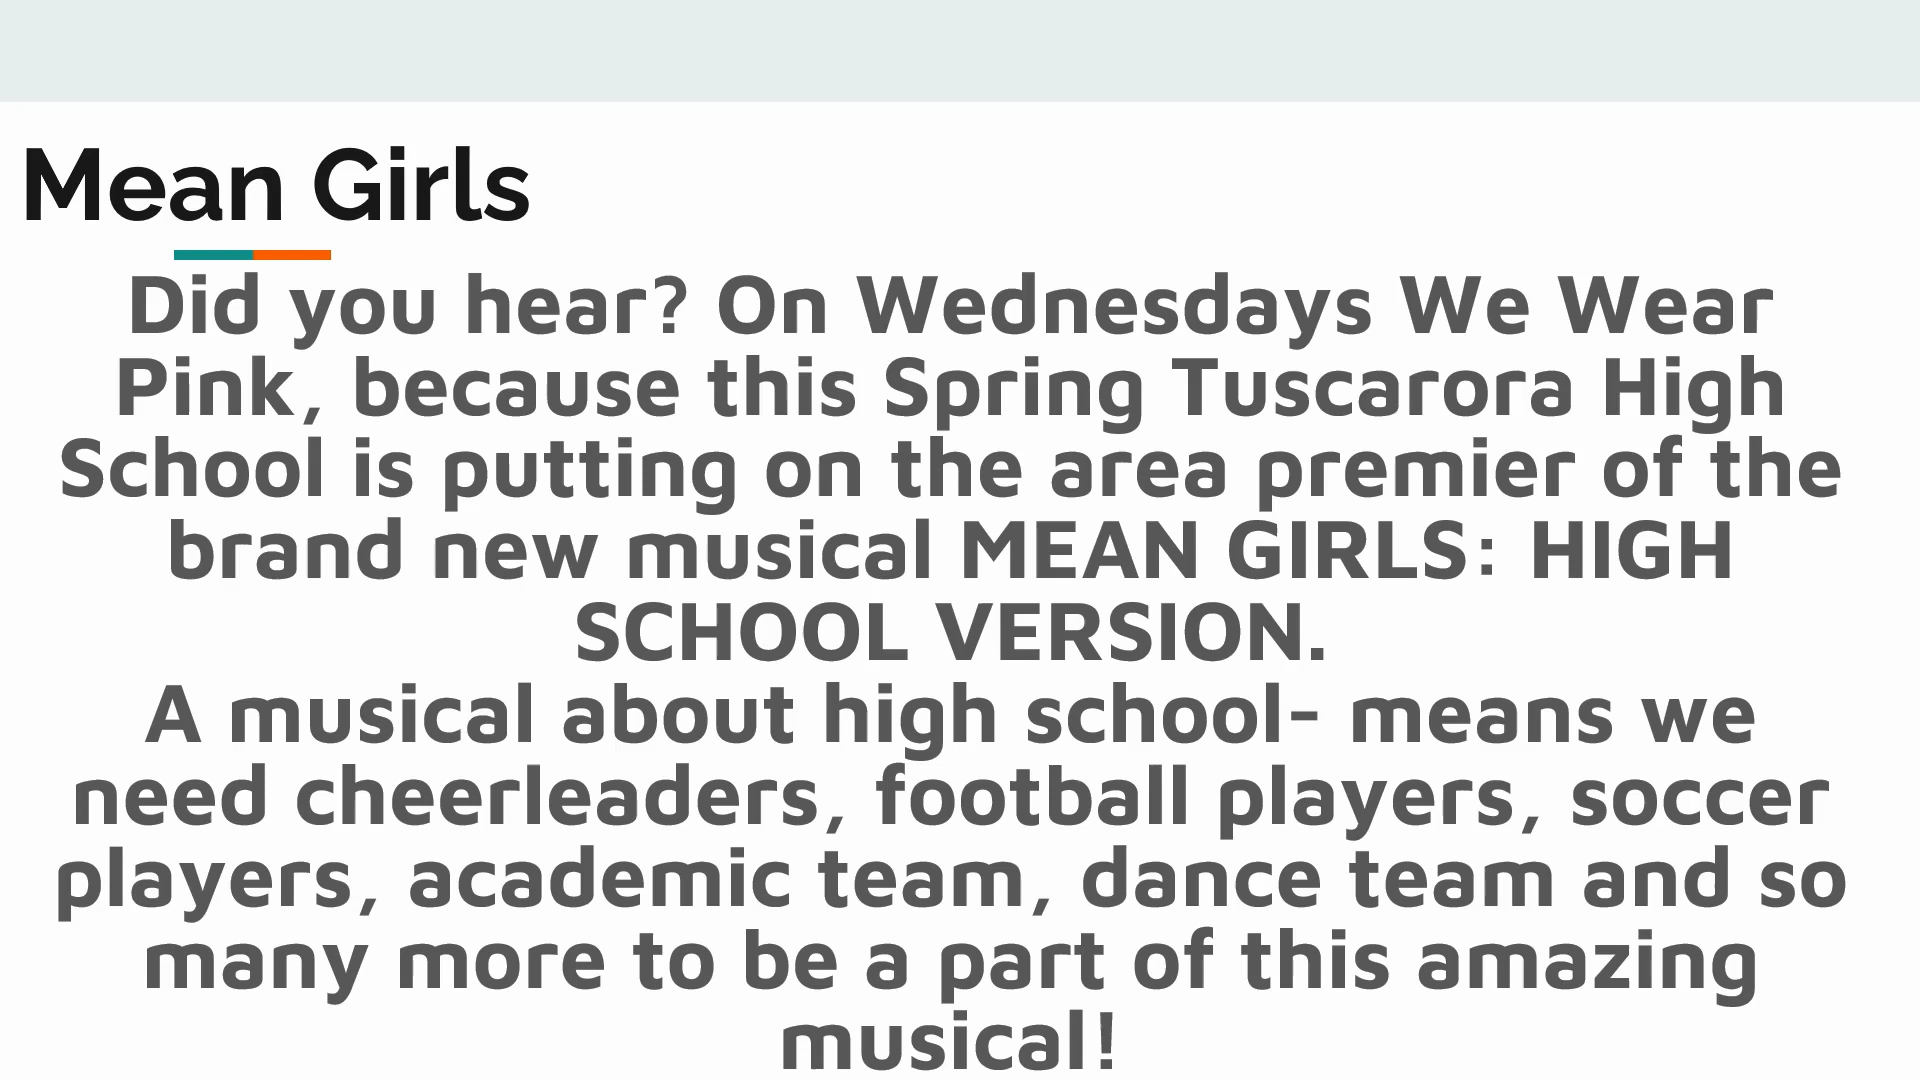 Mean Girls
Did you hear? On Wednesdays We Wear
Pink, because this Spring Tuscarora High
School is putting on the area premier of the
brand new musical MEAN GIRLS: HIGH
SCHOOL VERSION.
A musical about high school- means we
need cheerleaders, football players, soccer
players, academic team, dance team and so
many more to be a part of this amazing
musical!